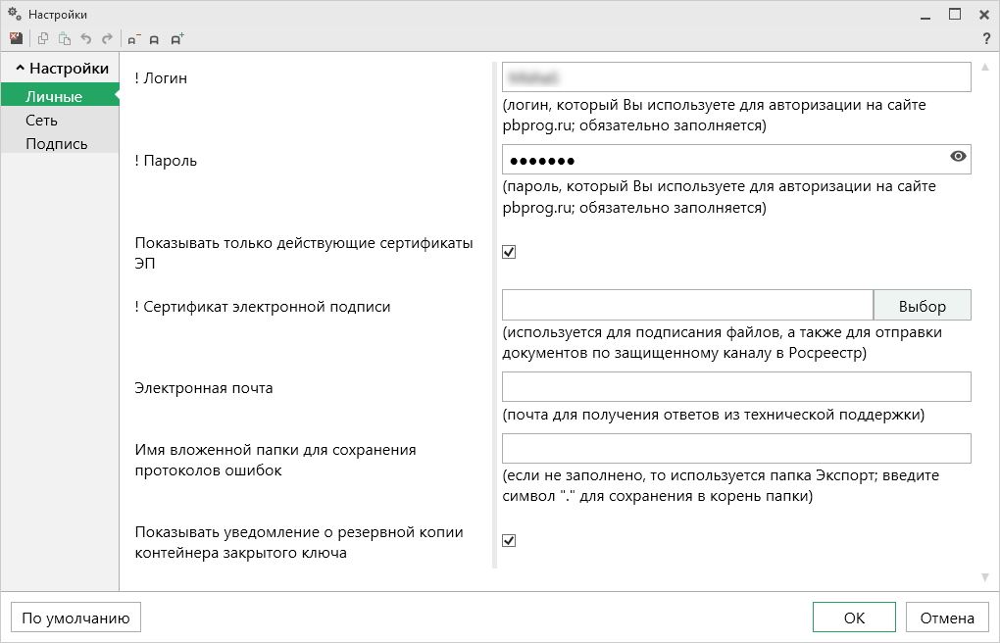 Настройки
?
Настройки
Личные
Сеть
Подпись
! Логин
(логин, который Вы используете для авторизации на сайте
pbprog.ru; обязательно заполняется)
! Пароль
●●●●●●●
(пароль, который Вы используете для авторизации на сайте
pbprog.ru; обязательно заполняется)
Показывать только действующие сертификаты
ЭП
! Сертификат электронной подписи
Выбор
(используется для подписания файлов, а также для отправки
документов по защищенному каналу в Росреестр)
Электронная почта
(почта для получения ответов из технической поддержки)
Имя вложенной папки для сохранения
протоколов ошибок
(если не заполнено, то используется папка Экспорт; введите
символ "." для сохранения в корень папки)
Показывать уведомление о резервной копии
контейнера закрытого ключа
По умолчанию
ОК
Отмена